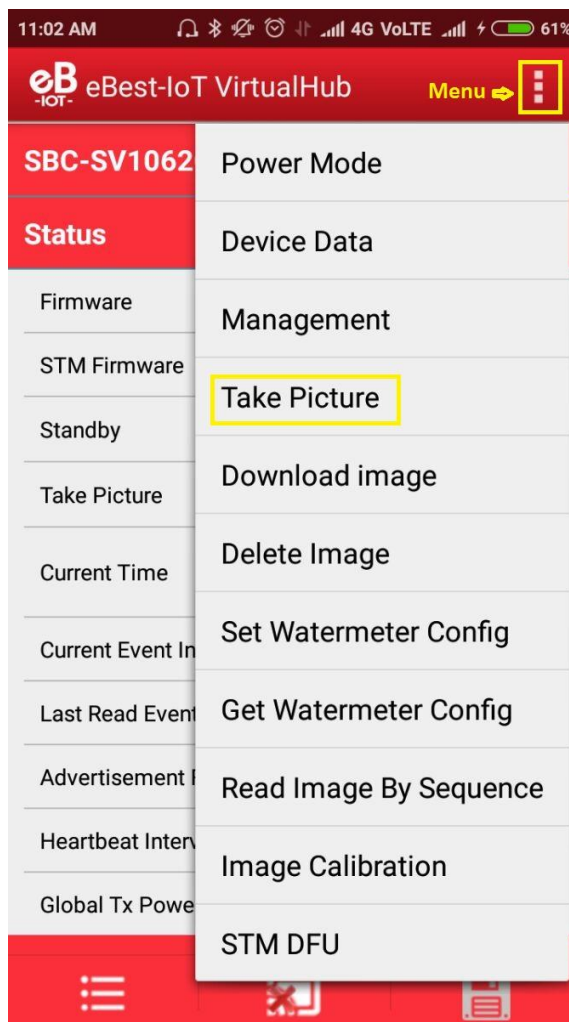 11:02 AM 4G VoLTE 61%
eB
-IOT-
eBest-IoT VirtualHub Menu
SBC-SV1062
Power Mode
Status
Device Data
Firmware
Management
STM Firmware
Take Picture
Standby
Download image
Take Picture
Delete Image
Current Time
Set Watermeter Config
Current Event In
Get Watermeter Config
Last Read Event
Advertisement
Read Image By Sequence
Heartbeat Interv
Image Calibration
Global Tx Powe
STM DFU